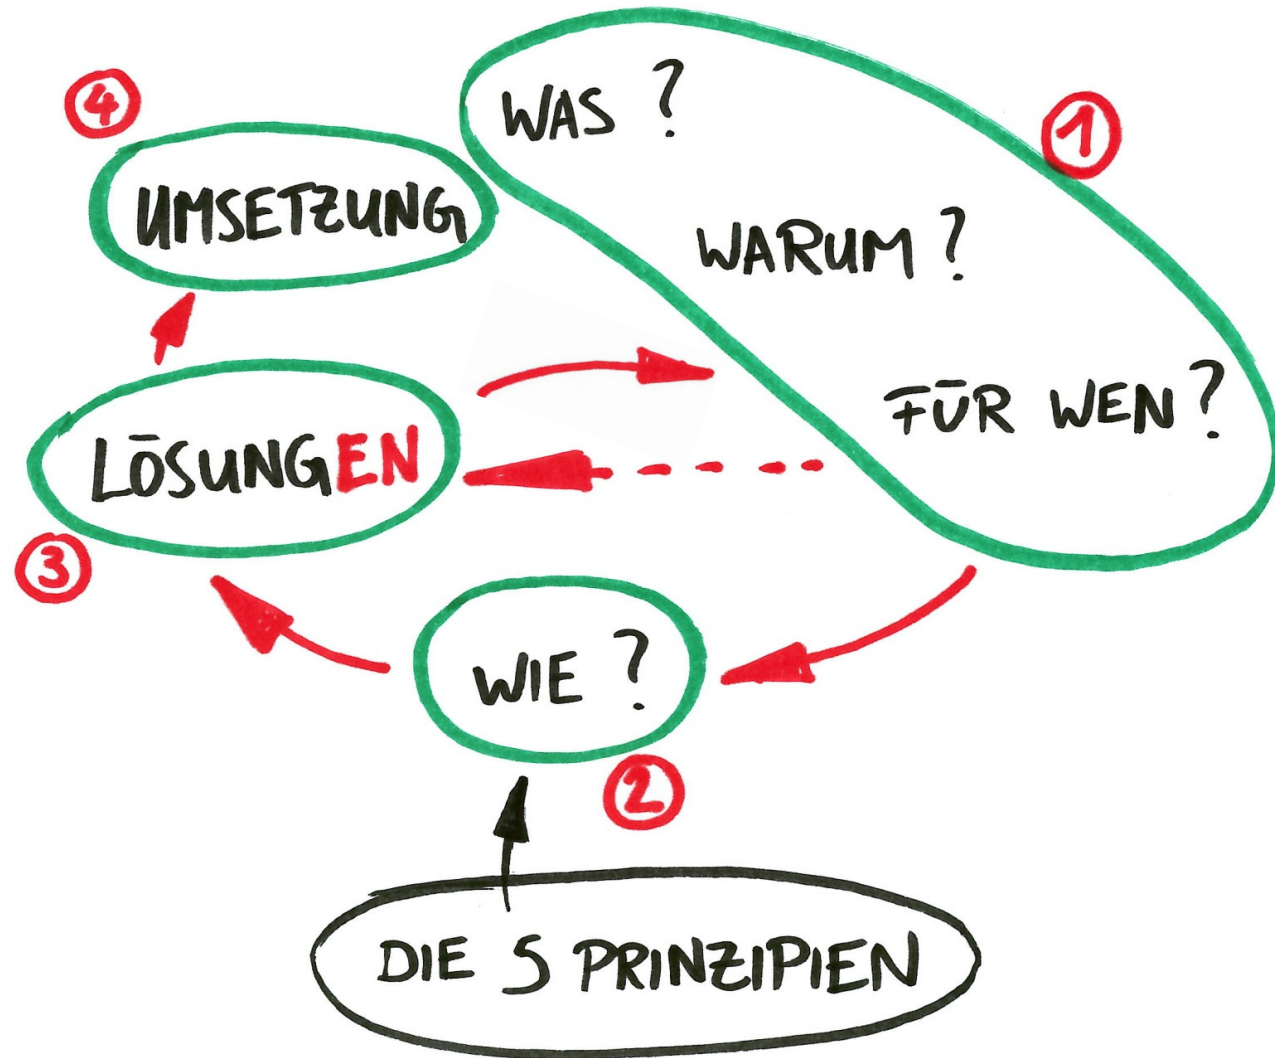 ④
UMSETZUNG
WAS ?
WARUM ?
FÜR WEN ?
①
LÖSUNGEN
③
WIE ?
②
DIE 5 PRINZIPIEN